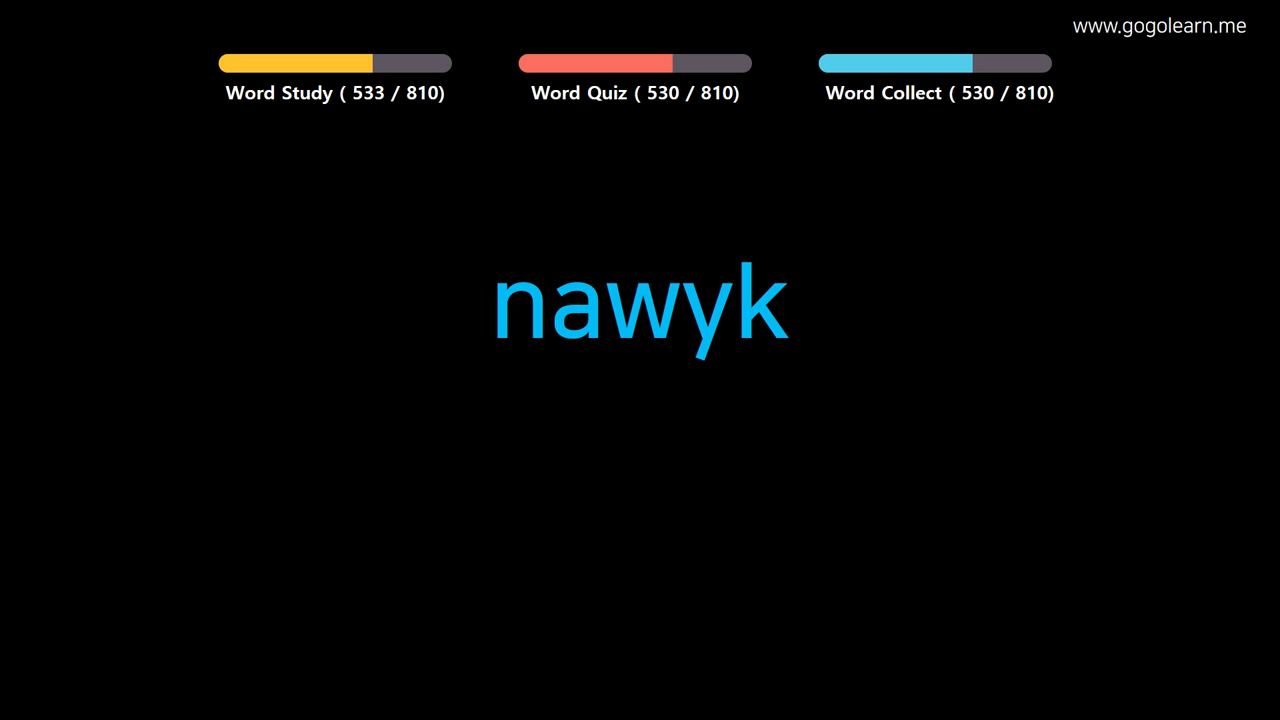 www.gogolearn.me
Word Study ( 533 / 810)
Word Quiz ( 530 / 810)
Word Collect ( 530 / 810)
nawyk